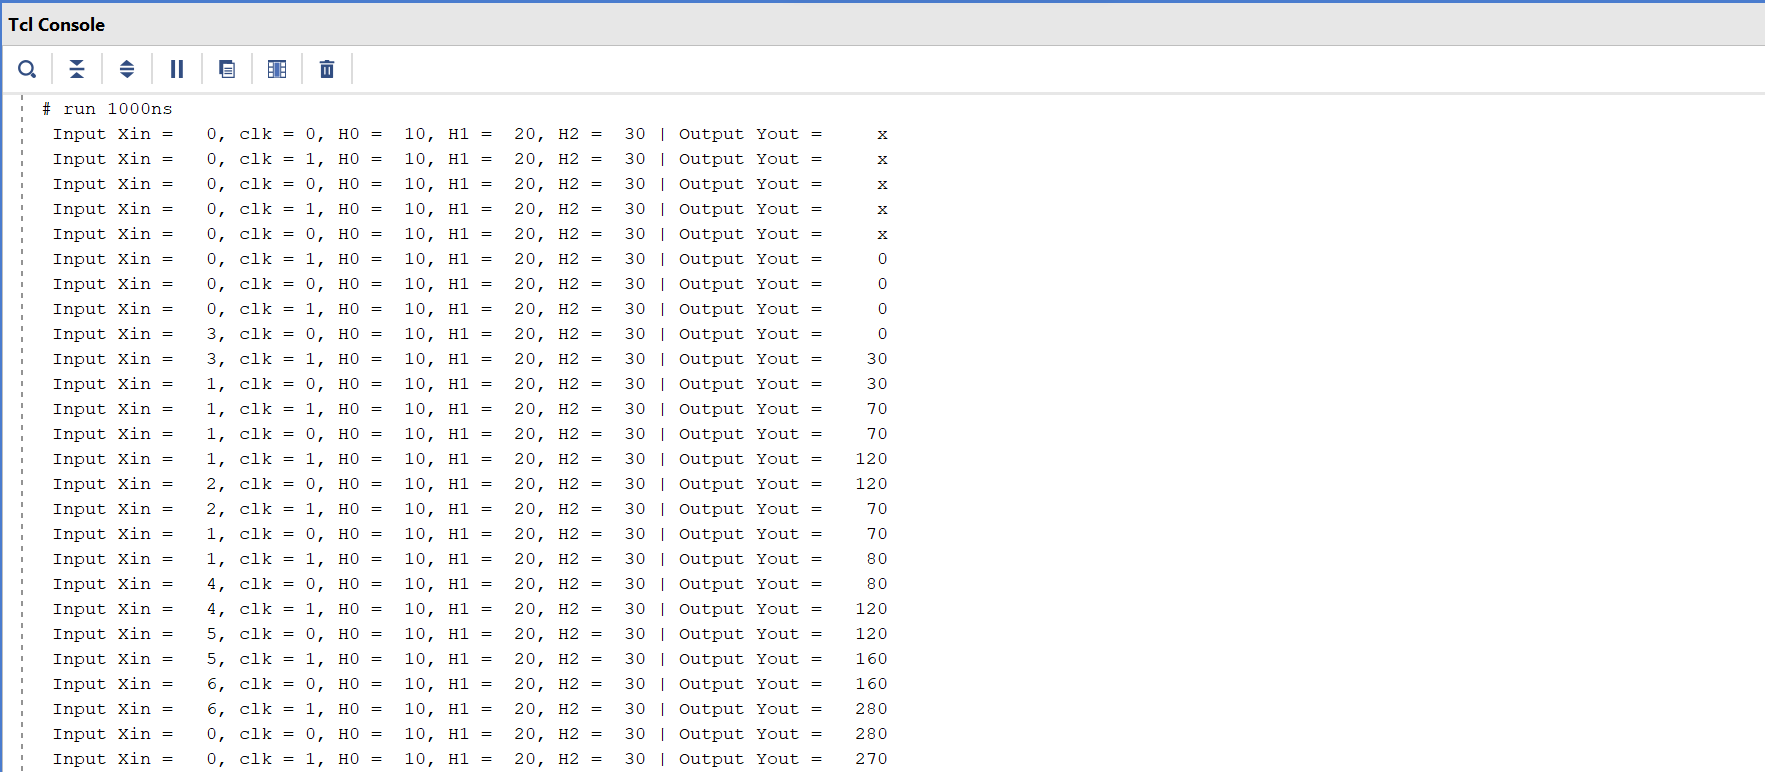 Tcl Console
# run 1000ns
Input Xin =   0, clk = 0, H0 =  10, H1 =  20, H2 =  30 | Output Yout =     x
Input Xin =   0, clk = 1, H0 =  10, H1 =  20, H2 =  30 | Output Yout =     x
Input Xin =   0, clk = 0, H0 =  10, H1 =  20, H2 =  30 | Output Yout =     x
Input Xin =   0, clk = 1, H0 =  10, H1 =  20, H2 =  30 | Output Yout =     x
Input Xin =   0, clk = 0, H0 =  10, H1 =  20, H2 =  30 | Output Yout =     x
Input Xin =   0, clk = 1, H0 =  10, H1 =  20, H2 =  30 | Output Yout =     0
Input Xin =   0, clk = 0, H0 =  10, H1 =  20, H2 =  30 | Output Yout =     0
Input Xin =   0, clk = 1, H0 =  10, H1 =  20, H2 =  30 | Output Yout =     0
Input Xin =   3, clk = 0, H0 =  10, H1 =  20, H2 =  30 | Output Yout =     0
Input Xin =   3, clk = 1, H0 =  10, H1 =  20, H2 =  30 | Output Yout =    30
Input Xin =   1, clk = 0, H0 =  10, H1 =  20, H2 =  30 | Output Yout =    30
Input Xin =   1, clk = 1, H0 =  10, H1 =  20, H2 =  30 | Output Yout =    70
Input Xin =   1, clk = 0, H0 =  10, H1 =  20, H2 =  30 | Output Yout =    70
Input Xin =   1, clk = 1, H0 =  10, H1 =  20, H2 =  30 | Output Yout =   120
Input Xin =   2, clk = 0, H0 =  10, H1 =  20, H2 =  30 | Output Yout =   120
Input Xin =   2, clk = 1, H0 =  10, H1 =  20, H2 =  30 | Output Yout =    70
Input Xin =   1, clk = 0, H0 =  10, H1 =  20, H2 =  30 | Output Yout =    70
Input Xin =   1, clk = 1, H0 =  10, H1 =  20, H2 =  30 | Output Yout =    80
Input Xin =   4, clk = 0, H0 =  10, H1 =  20, H2 =  30 | Output Yout =    80
Input Xin =   4, clk = 1, H0 =  10, H1 =  20, H2 =  30 | Output Yout =   120
Input Xin =   5, clk = 0, H0 =  10, H1 =  20, H2 =  30 | Output Yout =   120
Input Xin =   5, clk = 1, H0 =  10, H1 =  20, H2 =  30 | Output Yout =   160
Input Xin =   6, clk = 0, H0 =  10, H1 =  20, H2 =  30 | Output Yout =   160
Input Xin =   6, clk = 1, H0 =  10, H1 =  20, H2 =  30 | Output Yout =   280
Input Xin =   0, clk = 0, H0 =  10, H1 =  20, H2 =  30 | Output Yout =   280
Input Xin =   0, clk = 1, H0 =  10, H1 =  20, H2 =  30 | Output Yout =   270